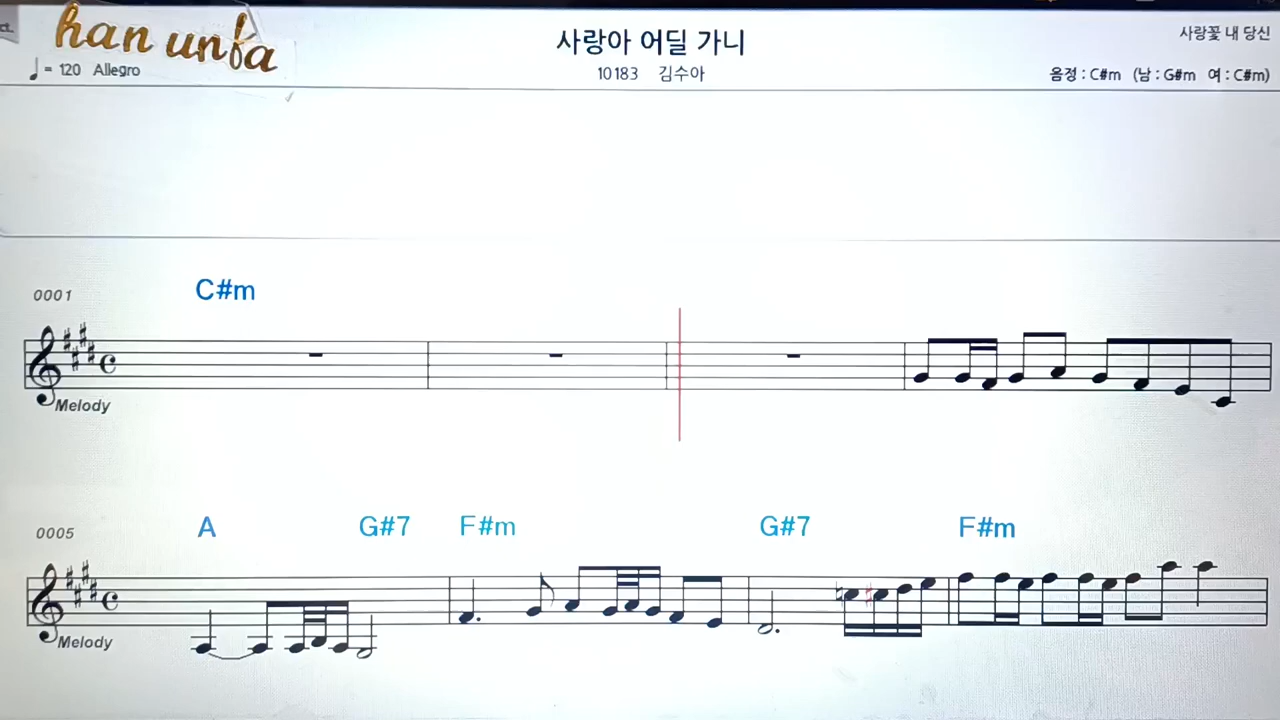 ct.
han unfa
사랑아 어딜 가니
사랑꽃 내 당신
♩= 120 Allegro
10183 김수아
음정 : C#m (남 : G#m 여 : C#m)
0001
C#m
Melody
0005
A G#7 F#m G#7 F#m
Melody